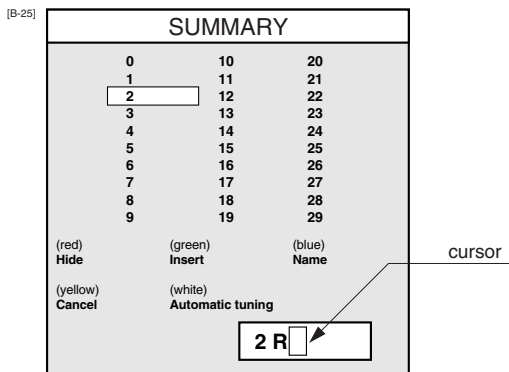 [B-25]
SUMMARY
0 10 20
1 11 21
2 12 22
3 13 23
4 14 24
5 15 25
6 16 26
7 17 27
8 18 28
9 19 29
(red) (green) (blue)
Hide Insert Name
cursor
(yellow) (white)
Cancel Automatic tuning
2 R